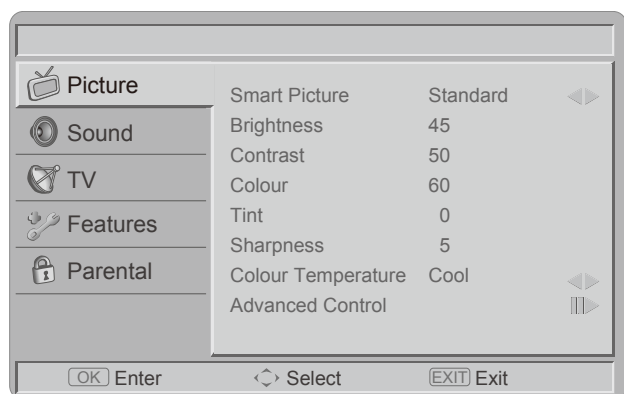 Picture
Sound
TV
Features
Parental
Smart Picture Standard
Brightness 45
Contrast 50
Colour 60
Tint 0
Sharpness 5
Colour Temperature Cool
Advanced Control
OK Enter Select EXIT Exit